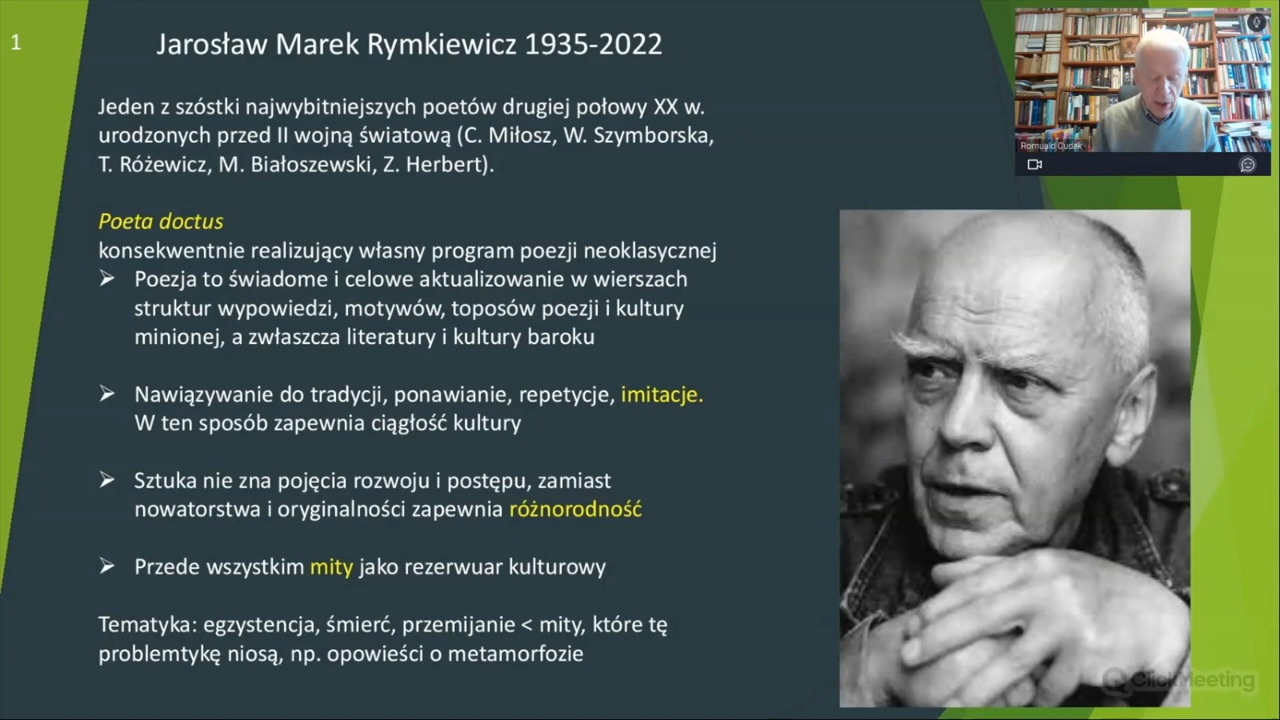 1
Jarosław Marek Rymkiewicz 1935-2022
Jeden z szóstki najwybitniejszych poetów drugiej połowy XX w.
urodzonych przed II wojną światową (C. Miłosz, W. Szymborska,
T. Różewicz, M. Białoszewski, Z. Herbert).
Poeta doctus
konsekwentnie realizujący własny program poezji neoklasycznej
➢ Poezja to świadome i celowe aktualizowanie w wierszach
struktur wypowiedzi, motywów, toposów poezji i kultury
minionej, a zwłaszcza literatury i kultury baroku
➢ Nawiązywanie do tradycji, ponawianie, repetycje, imitacje.
W ten sposób zapewnia ciągłość kultury
➢ Sztuka nie zna pojęcia rozwoju i postępu, zamiast
nowatorstwa i oryginalności zapewnia różnorodność
➢ Przede wszystkim mity jako rezerwuar kulturowy
Tematyka: egzystencja, śmierć, przemijanie < mity, które tę
problemtykę niosą, np. opowieści o metamorfozie
Romuald Cudak
ClickMeeting